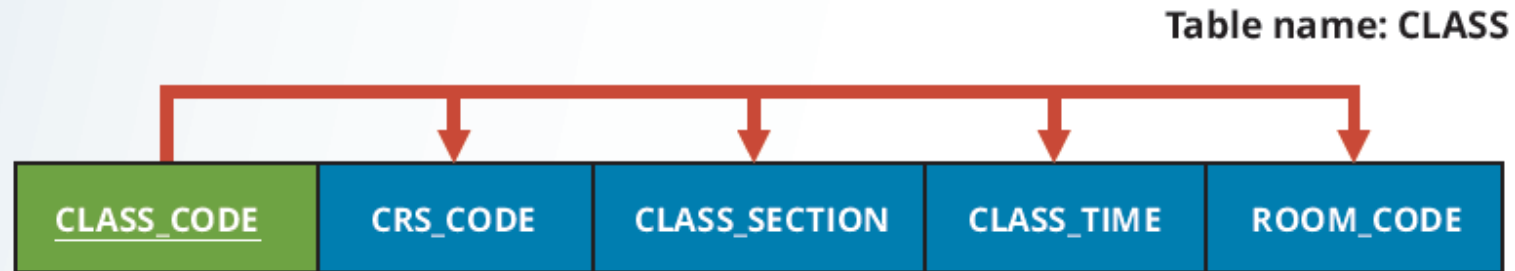 Table name: CLASS
CLASS_CODE CRS_CODE CLASS_SECTION CLASS_TIME ROOM_CODE